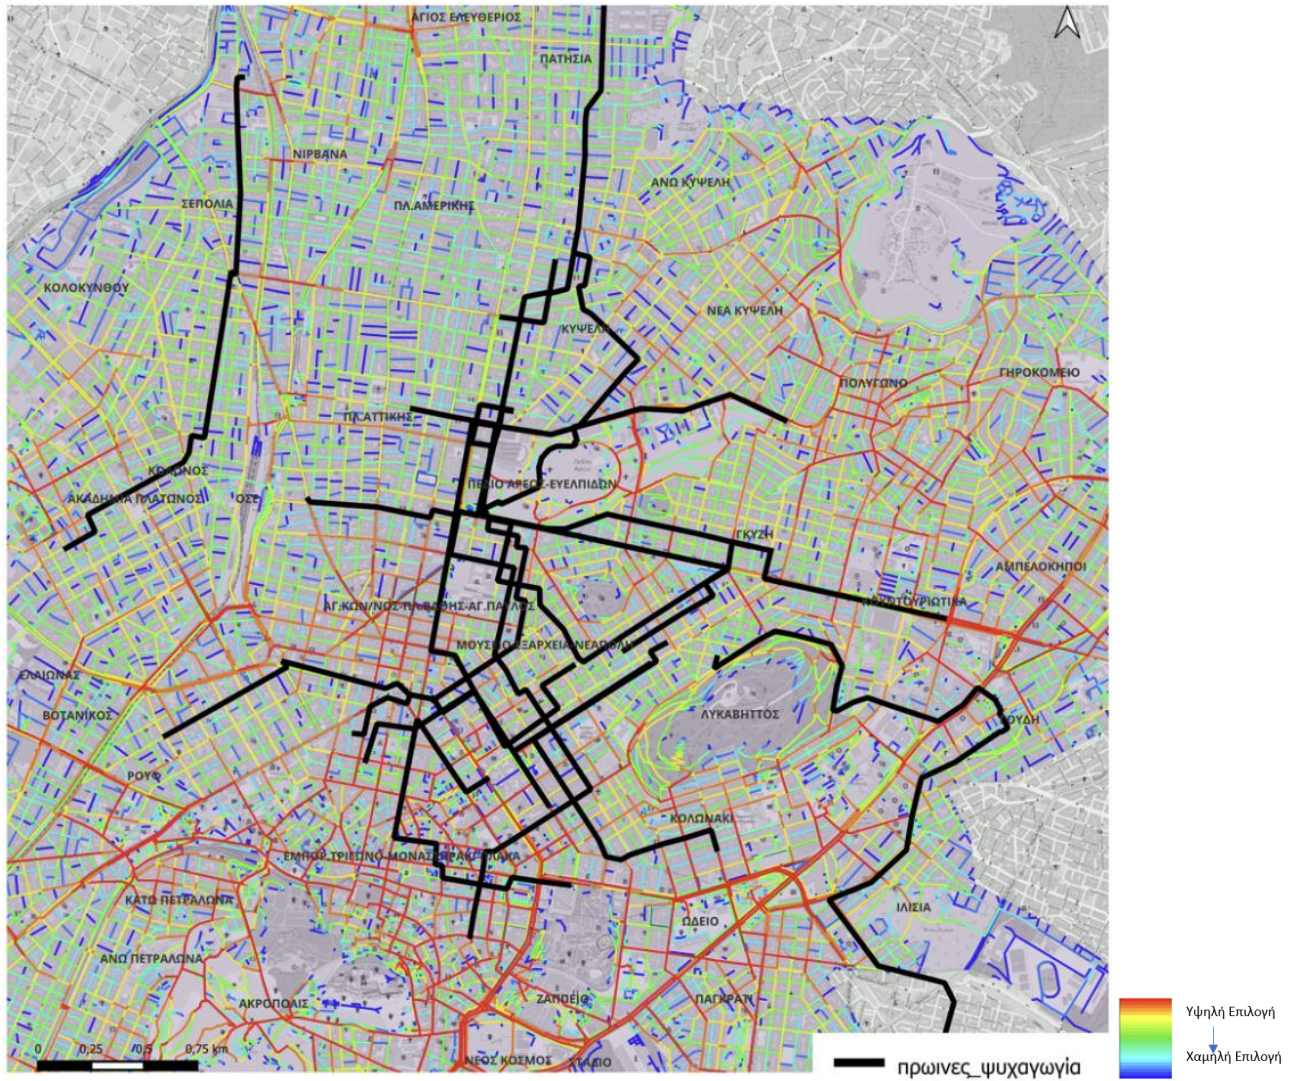 ΑΓΙΟΣ ΕΛΕΥΘΕΡΙΟΣ
ΠΑΤΗΣΙΑ
ΝΙΡΒΑΝΑ
ΑΝΩ ΚΥΨΕΛΗ
ΣΕΠΟΛΙΑ
ΠΛ.ΑΜΕΡΙΚΗΣ
ΚΟΛΟΚΥΝΘΟΥ
ΝΕΑ ΚΥΨΕΛΗ
ΚΥΨΕΛΗ
ΓΗΡΟΚΟΜΕΙΟ
ΠΟΛΥΓΩΝΟ
ΠΛ.ΑΤΤΙΚΗΣ
ΚΟΛΩΝΟΣ
ΠΕΔΙΟ ΑΡΕΩΣ-ΕΥΕΛΠΙΔΩΝ
ΑΚΑΔΗΜΙΑ ΠΛΑΤΩΝΟΣ
ΟΣΕ
ΓΚΥΖΗ
ΑΜΠΕΛΟΚΗΠΟΙ
ΚΟΥΝΤΟΥΡΙΩΤΙΚΑ
ΑΓ.ΚΩΝ/ΝΟΣ-ΠΛ.ΒΑΘΗΣ-ΑΓ.ΠΑΥΛΟΣ
ΜΟΥΣΕΙΟ-ΕΞΑΡΧΕΙΑ-ΝΕΑΠΟΛΗ
ΕΛΑΙΩΝΑΣ
ΒΟΤΑΝΙΚΟΣ
ΛΥΚΑΒΗΤΤΟΣ
ΓΟΥΔΗ
ΡΟΥΦ
ΚΟΛΩΝΑΚΙ
ΕΜΠΟΡ.ΤΡΙΓΩΝΟ-ΜΟΝΑΣΤΗΡΑΚΙ-ΠΛΑΚΑ
ΚΑΤΩ ΠΕΤΡΑΛΩΝΑ
ΙΛΙΣΙΑ
ΩΔΕΙΟ
ΑΝΩ ΠΕΤΡΑΛΩΝΑ
ΑΚΡΟΠΟΛΙΣ
ΖΑΠΠΕΙΟ
ΠΑΓΚΡΑΤΙ
Υψηλή Επιλογή
0 0,25 0,5 0,75 km
Χαμηλή Επιλογή
ΝΕΟΣ ΚΟΣΜΟΣ
ΣΤΑΔΙΟ
πρωινες_ψυχαγωγία